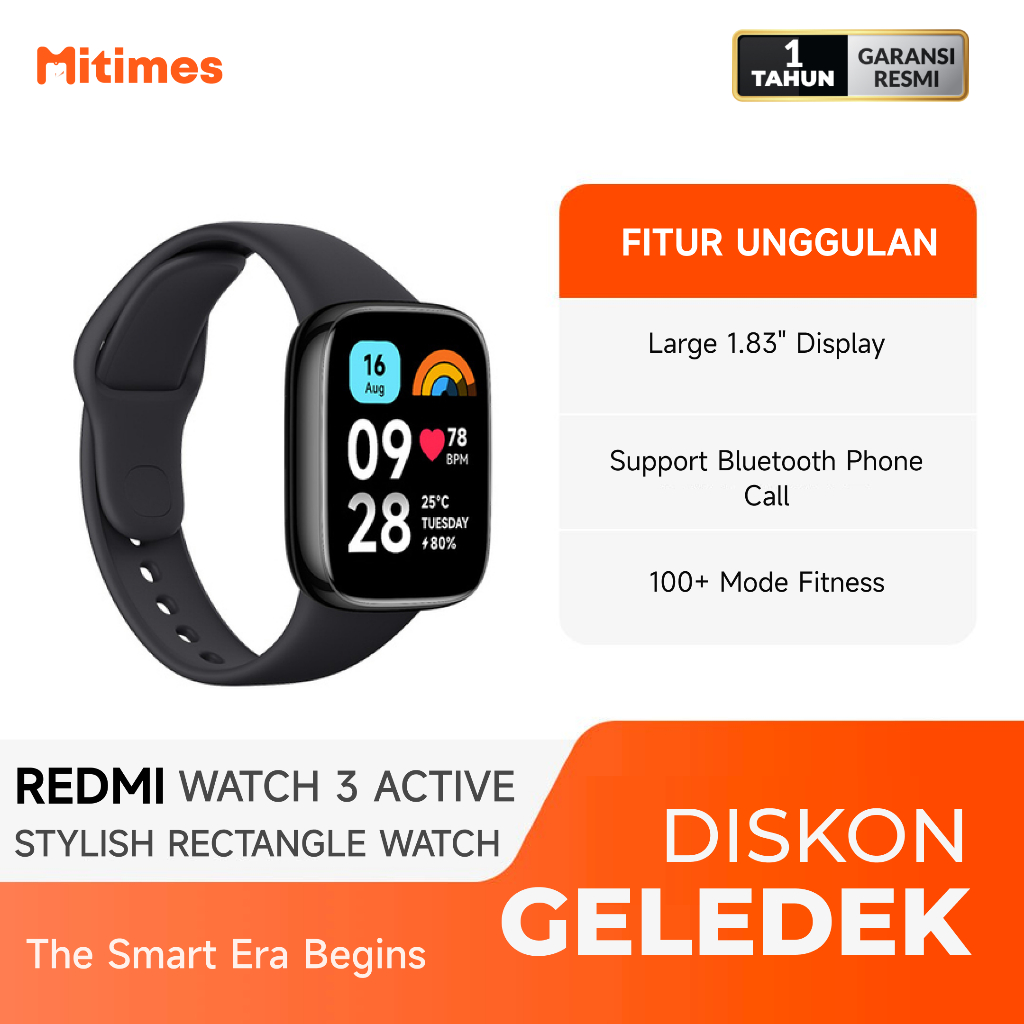 Mitimes
1
TAHUN
GARANSI
RESMI
FITUR UNGGULAN
Large 1.83" Display
Support Bluetooth Phone
Call
100+ Mode Fitness
16
Aug
09
78
BPM
28
25°C
TUESDAY
80%
REDMI WATCH 3 ACTIVE
STYLISH RECTANGLE WATCH
DISKON
GELEDEK
The Smart Era Begins